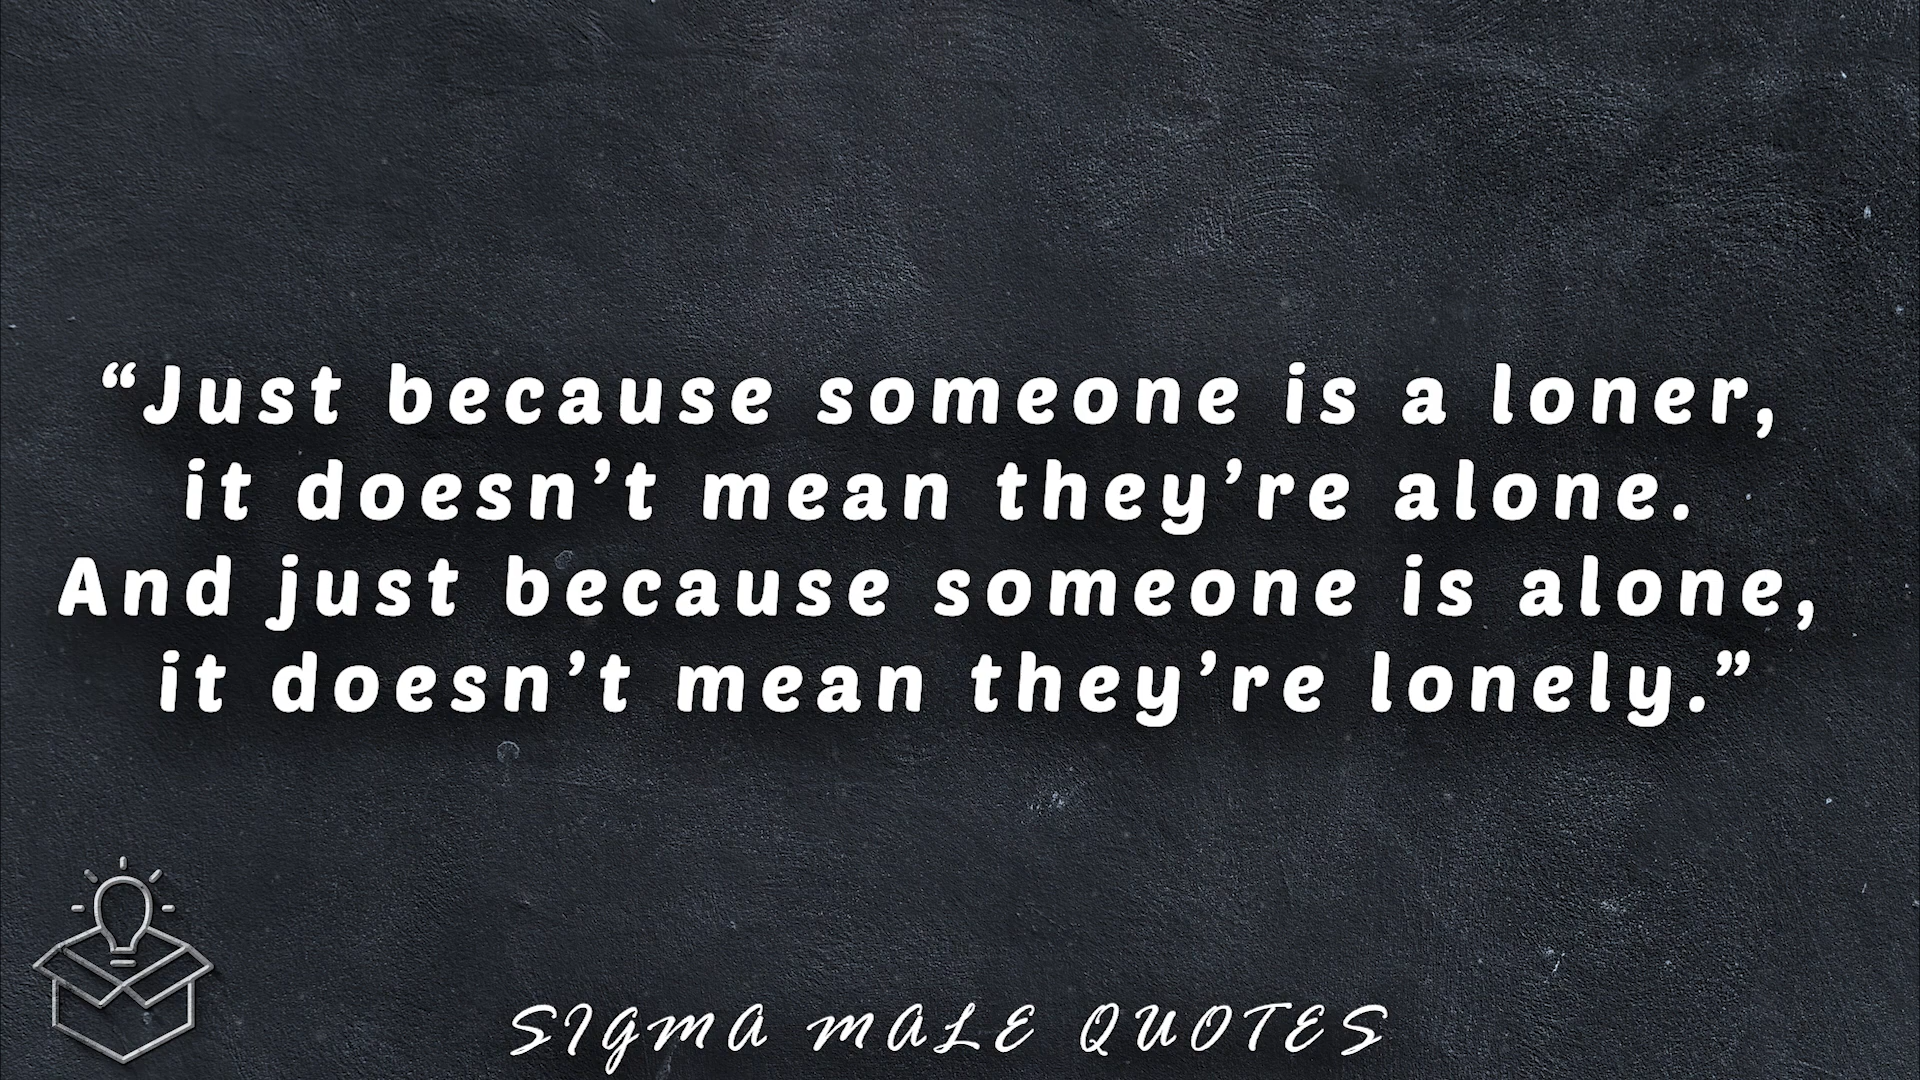 “Just because someone is a loner,
it doesn’t mean they’re alone.
And just because someone is alone,
it doesn’t mean they’re lonely.”
SIGMA MALE QUOTES